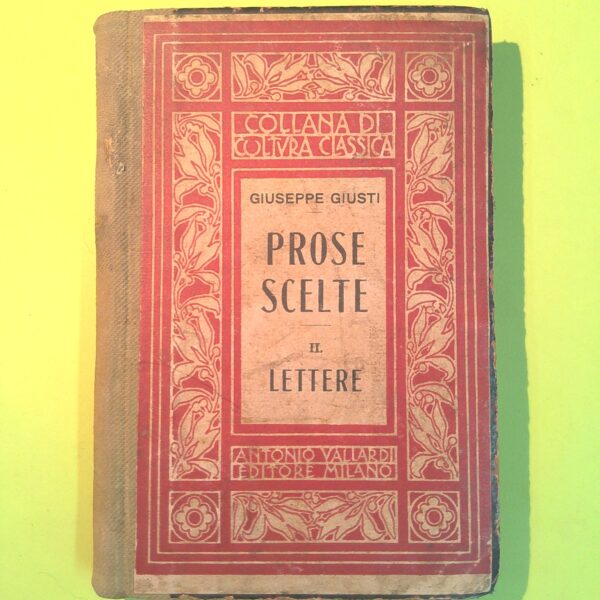 COLLANA DI
COLTVRA CLASSICA
GIUSEPPE GIUSTI
PROSE
SCELTE
II.
LETTERE
ANTONIO VALLARDI
EDITORE MILANO